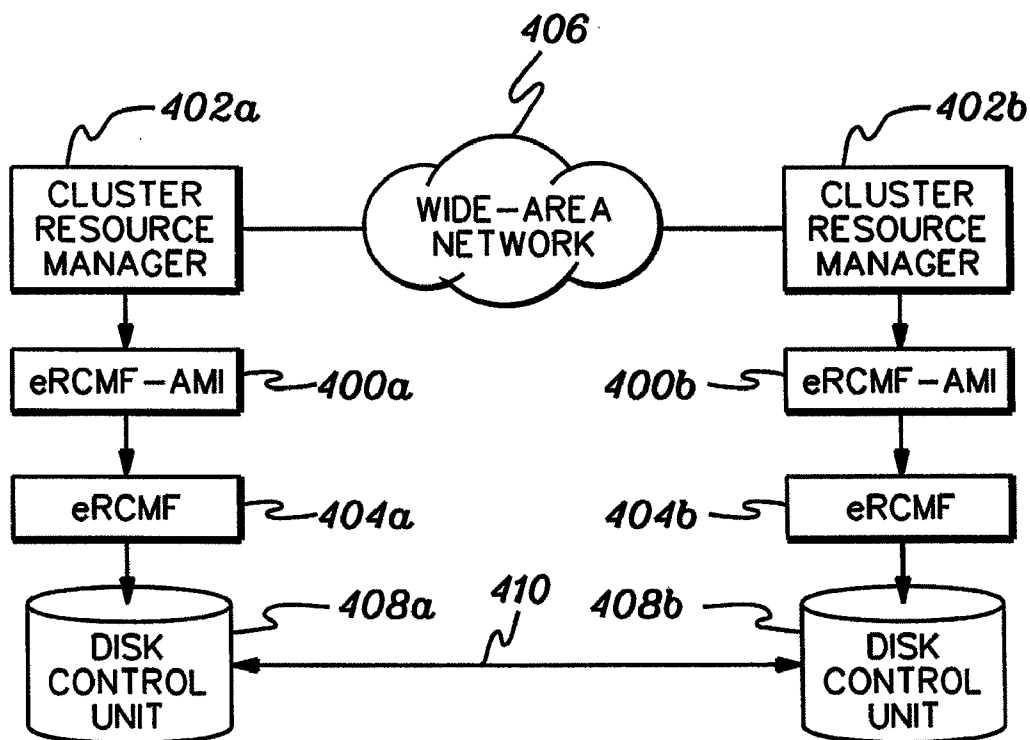 406
402a
402b
CLUSTER
RESOURCE
MANAGER
WIDE-AREA
NETWORK
CLUSTER
RESOURCE
MANAGER
eRCMF-AMI
400a
400b
eRCMF-AMI
eRCMF
404a
404b
eRCMF
408a
410
408b
DISK
CONTROL
UNIT
DISK
CONTROL
UNIT